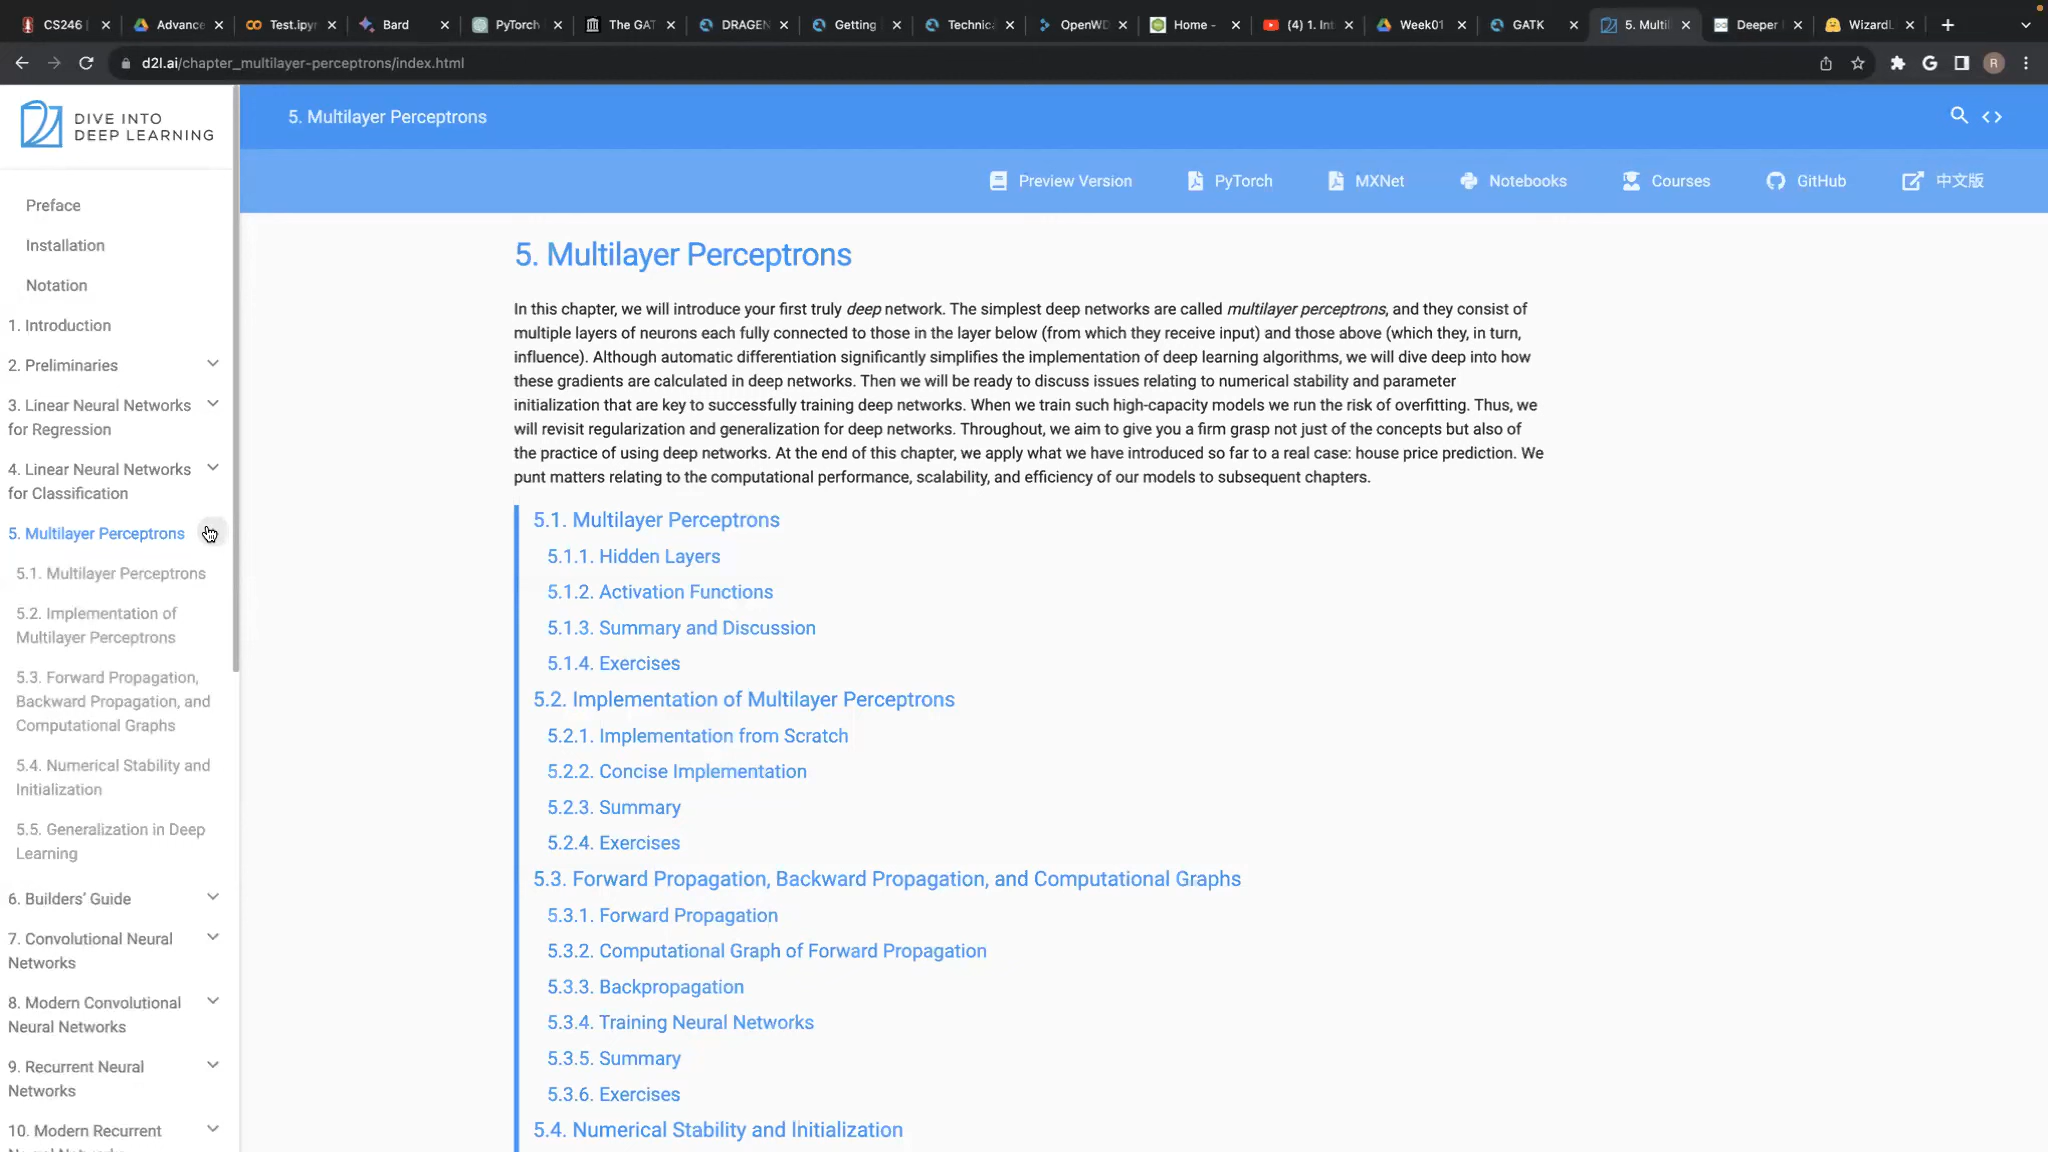 CS246
Advance
Test.ipy
Bard
PyTorch
The GAT
DRAGEN
Getting
Technica
OpenWD
Home -
(4) 1. Int
Week01
GATK
5. Multil
Deeper
WizardL
d2l.ai/chapter_multilayer-perceptrons/index.html
R
DIVE INTO
DEEP LEARNING
5. Multilayer Perceptrons
Preview Version
PyTorch
MXNet
Notebooks
Courses
GitHub
中文版
Preface
Installation
Notation
1. Introduction
2. Preliminaries
3. Linear Neural Networks
for Regression
4. Linear Neural Networks
for Classification
5. Multilayer Perceptrons
5.1. Multilayer Perceptrons
5.2. Implementation of
Multilayer Perceptrons
5.3. Forward Propagation,
Backward Propagation, and
Computational Graphs
5.4. Numerical Stability and
Initialization
5.5. Generalization in Deep
Learning
6. Builders’ Guide
7. Convolutional Neural
Networks
8. Modern Convolutional
Neural Networks
9. Recurrent Neural
Networks
10. Modern Recurrent
5. Multilayer Perceptrons
In this chapter, we will introduce your first truly deep network. The simplest deep networks are called multilayer perceptrons, and they consist of
multiple layers of neurons each fully connected to those in the layer below (from which they receive input) and those above (which they, in turn,
influence). Although automatic differentiation significantly simplifies the implementation of deep learning algorithms, we will dive deep into how
these gradients are calculated in deep networks. Then we will be ready to discuss issues relating to numerical stability and parameter
initialization that are key to successfully training deep networks. When we train such high-capacity models we run the risk of overfitting. Thus, we
will revisit regularization and generalization for deep networks. Throughout, we aim to give you a firm grasp not just of the concepts but also of
the practice of using deep networks. At the end of this chapter, we apply what we have introduced so far to a real case: house price prediction. We
punt matters relating to the computational performance, scalability, and efficiency of our models to subsequent chapters.
5.1. Multilayer Perceptrons
5.1.1. Hidden Layers
5.1.2. Activation Functions
5.1.3. Summary and Discussion
5.1.4. Exercises
5.2. Implementation of Multilayer Perceptrons
5.2.1. Implementation from Scratch
5.2.2. Concise Implementation
5.2.3. Summary
5.2.4. Exercises
5.3. Forward Propagation, Backward Propagation, and Computational Graphs
5.3.1. Forward Propagation
5.3.2. Computational Graph of Forward Propagation
5.3.3. Backpropagation
5.3.4. Training Neural Networks
5.3.5. Summary
5.3.6. Exercises
5.4. Numerical Stability and Initialization